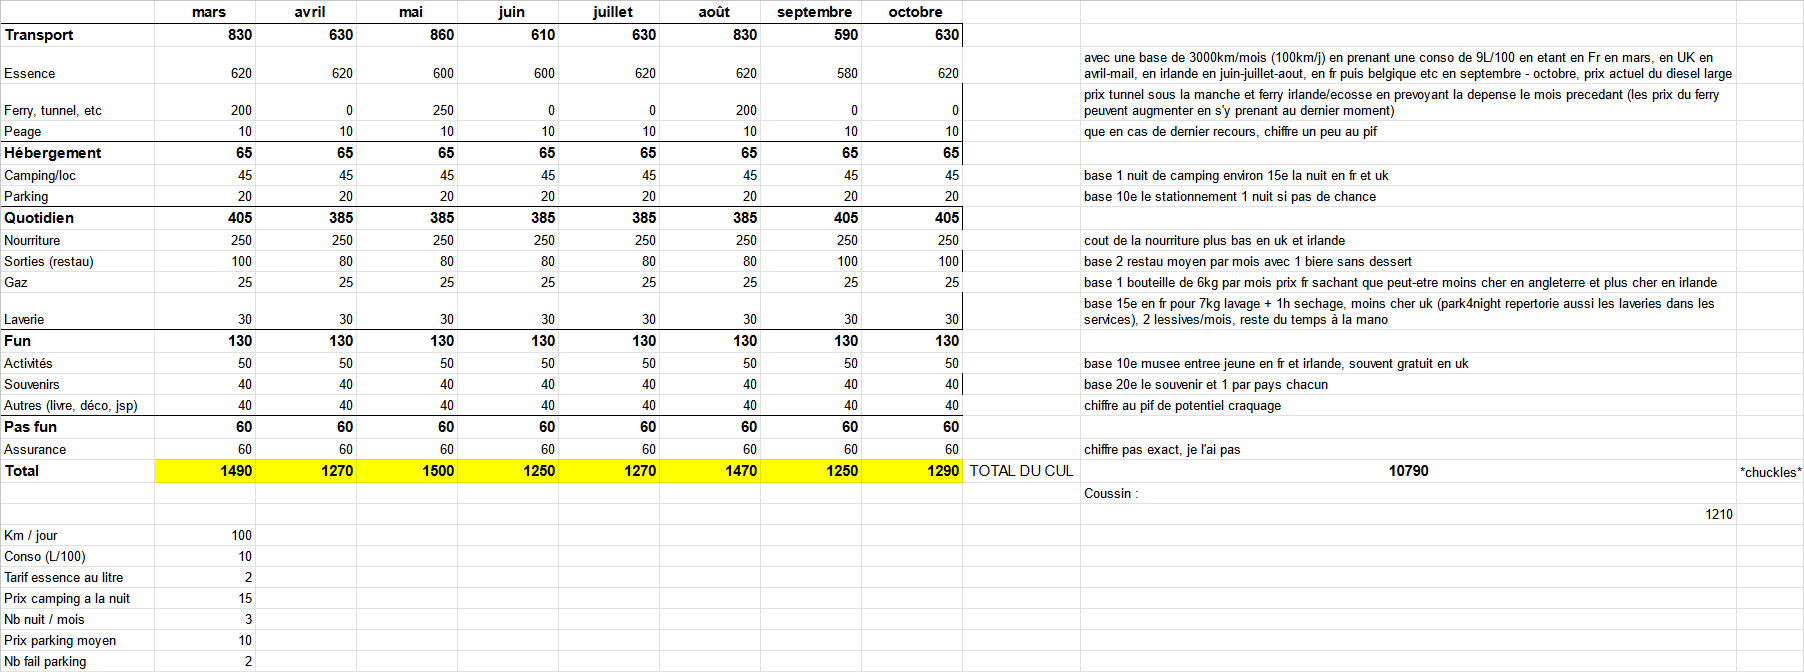 mars avril mai juin juillet août septembre octobre
Transport 830 630 860 610 630 830 590 630
Essence 620 620 600 600 620 620 580 620 avec une base de 3000km/mois (100km/j) en prenant une conso de 9L/100 en etant en Fr en mars, en UK en
avril-mail, en irlande en juin-juillet-aout, en fr puis belgique etc en septembre - octobre, prix actuel du diesel large
Ferry, tunnel, etc 200 0 250 0 0 200 0 0 prix tunnel sous la manche et ferry irlande/ecosse en prevoyant la depense le mois precedant (les prix du ferry
peuvent augmenter en s'y prenant au dernier moment)
Peage 10 10 10 10 10 10 10 10 que en cas de dernier recours, chiffre un peu au pif
Hébergement 65 65 65 65 65 65 65 65
Camping/loc 45 45 45 45 45 45 45 45 base 1 nuit de camping environ 15e la nuit en fr et uk
Parking 20 20 20 20 20 20 20 20 base 10e le stationnement 1 nuit si pas de chance
Quotidien 405 385 385 385 385 385 405 405
Nourriture 250 250 250 250 250 250 250 250 cout de la nourriture plus bas en uk et irlande
Sorties (restau) 100 80 80 80 80 80 100 100 base 2 restau moyen par mois avec 1 biere sans dessert
Gaz 25 25 25 25 25 25 25 25 base 1 bouteille de 6kg par mois prix fr sachant que peut-etre moins cher en angleterre et plus cher en irlande
Laverie 30 30 30 30 30 30 30 30 base 15e en fr pour 7kg lavage + 1h sechage, moins cher uk (park4night repertorie aussi les laveries dans les
services), 2 lessives/mois, reste du temps à la mano
Fun 130 130 130 130 130 130 130 130
Activités 50 50 50 50 50 50 50 50 base 10e musee entree jeune en fr et irlande, souvent gratuit en uk
Souvenirs 40 40 40 40 40 40 40 40 base 20e le souvenir et 1 par pays chacun
Autres (livre, déco, jsp) 40 40 40 40 40 40 40 40 chiffre au pif de potentiel craquage
Pas fun 60 60 60 60 60 60 60 60
Assurance 60 60 60 60 60 60 60 60 chiffre pas exact, je l'ai pas
Total 1490 1270 1500 1250 1270 1470 1250 1290 TOTAL DU CUL 10790 *chuckles*
Coussin :
1210
Km / jour 100
Conso (L/100) 10
Tarif essence au litre 2
Prix camping a la nuit 15
Nb nuit / mois 3
Prix parking moyen 10
Nb fail parking 2